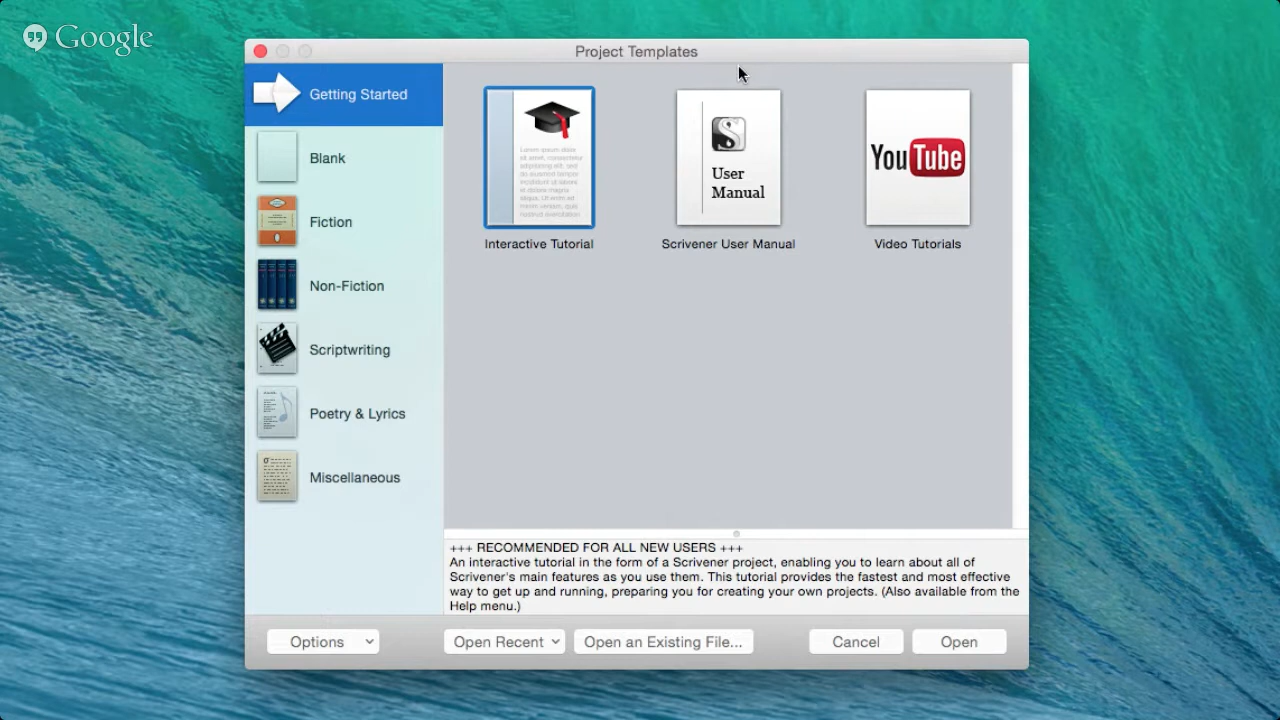 Google
Project Templates
Getting Started
Blank
Fiction
Non-Fiction
Scriptwriting
Poetry & Lyrics
Miscellaneous
Interactive Tutorial
S
User
Manual
Scrivener User Manual
YouTube
Video Tutorials
+++ RECOMMENDED FOR ALL NEW USERS +++
An interactive tutorial in the form of a Scrivener project, enabling you to learn about all of
Scrivener's main features as you use them. This tutorial provides the fastest and most effective
way to get up and running, preparing you for creating your own projects. (Also available from the
Help menu.)
Options
Open Recent
Open an Existing File...
Cancel
Open